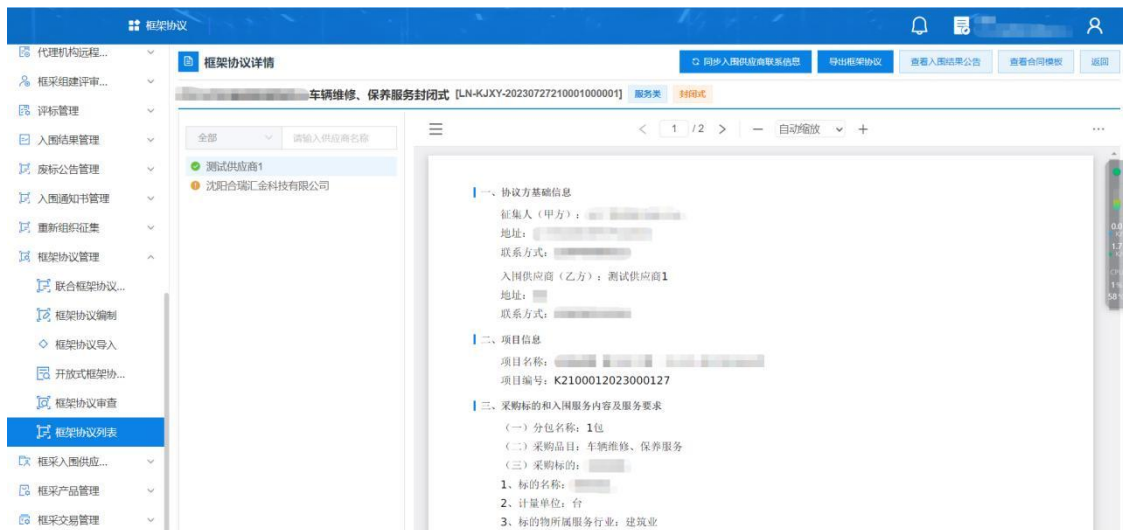 框架协议
代理机构远程...
框采组建评审...
评标管理
入围结果管理
废标公告管理
入围通知书管理
重新组织征集
框架协议管理
联合框架协议...
框架协议编制
框架协议导入
开放式框架协...
框架协议审查
框架协议列表
框采入围供应...
框采产品管理
框采交易管理
框架协议详情
同步入围供应商联系信息
导出框架协议
查看入围结果公告
查看合同模板
返回
车辆维修、保养服务封闭式 [LN-KJXY-20230727210001000001] 服务类 封闭式
全部 请输入供应商名称
测试供应商1
沈阳合瑞汇金科技有限公司
1 / 2 自动缩放
一、协议方基础信息
征集人（甲方）：
地址：
联系方式：
入围供应商（乙方）：测试供应商1
地址：
联系方式：
二、项目信息
项目名称：
项目编号：K2100012023000127
三、采购标的和入围服务内容及服务要求
（一）分包名称：1包
（二）采购品目：车辆维修、保养服务
（三）采购标的：
1、标的名称：
2、计量单位：台
3、标的物所属服务行业：建筑业